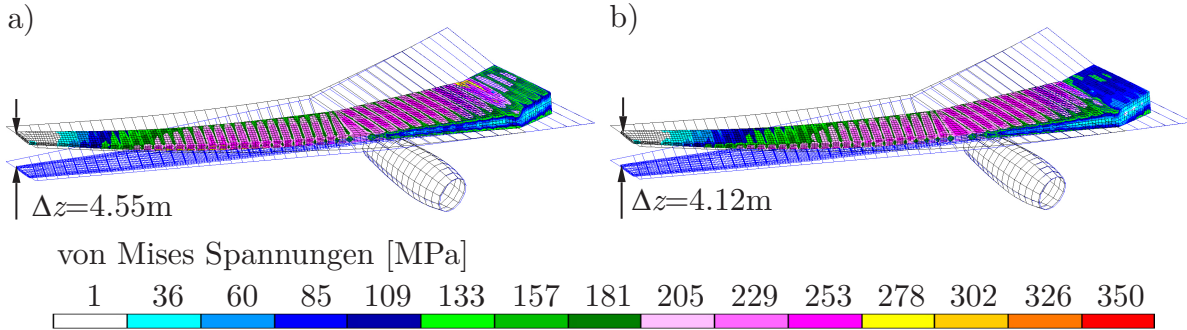 a) b)
Δz=4.55m Δz=4.12m
von Mises Spannungen [MPa]
1 36 60 85 109 133 157 181 205 229 253 278 302 326 350